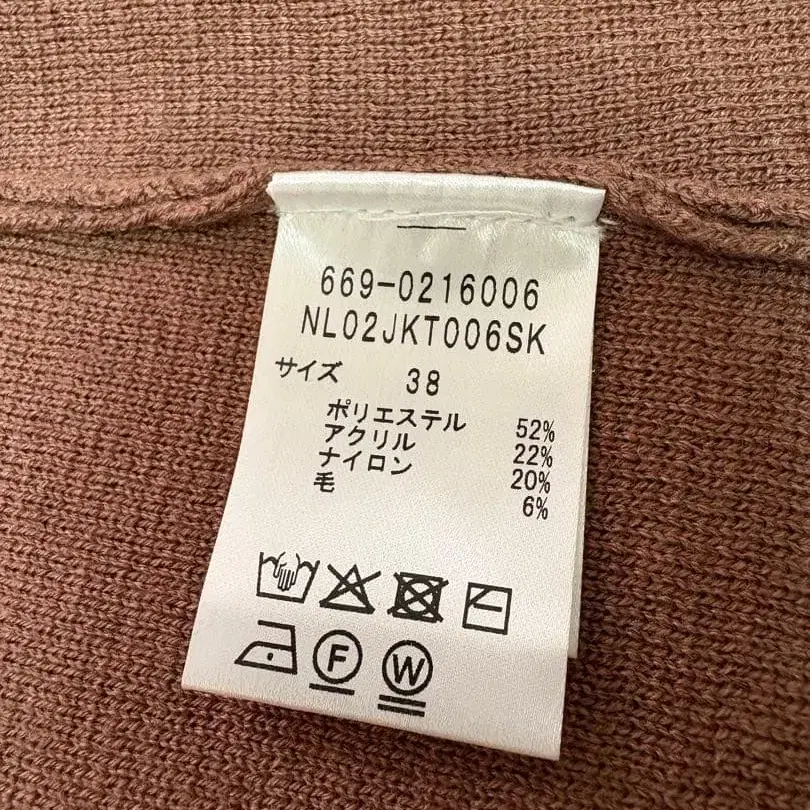 669-0216006
NL02JKT006SK
サイズ 38
ポリエステル 52%
アクリル 22%
ナイロン 20%
毛 6%
F W